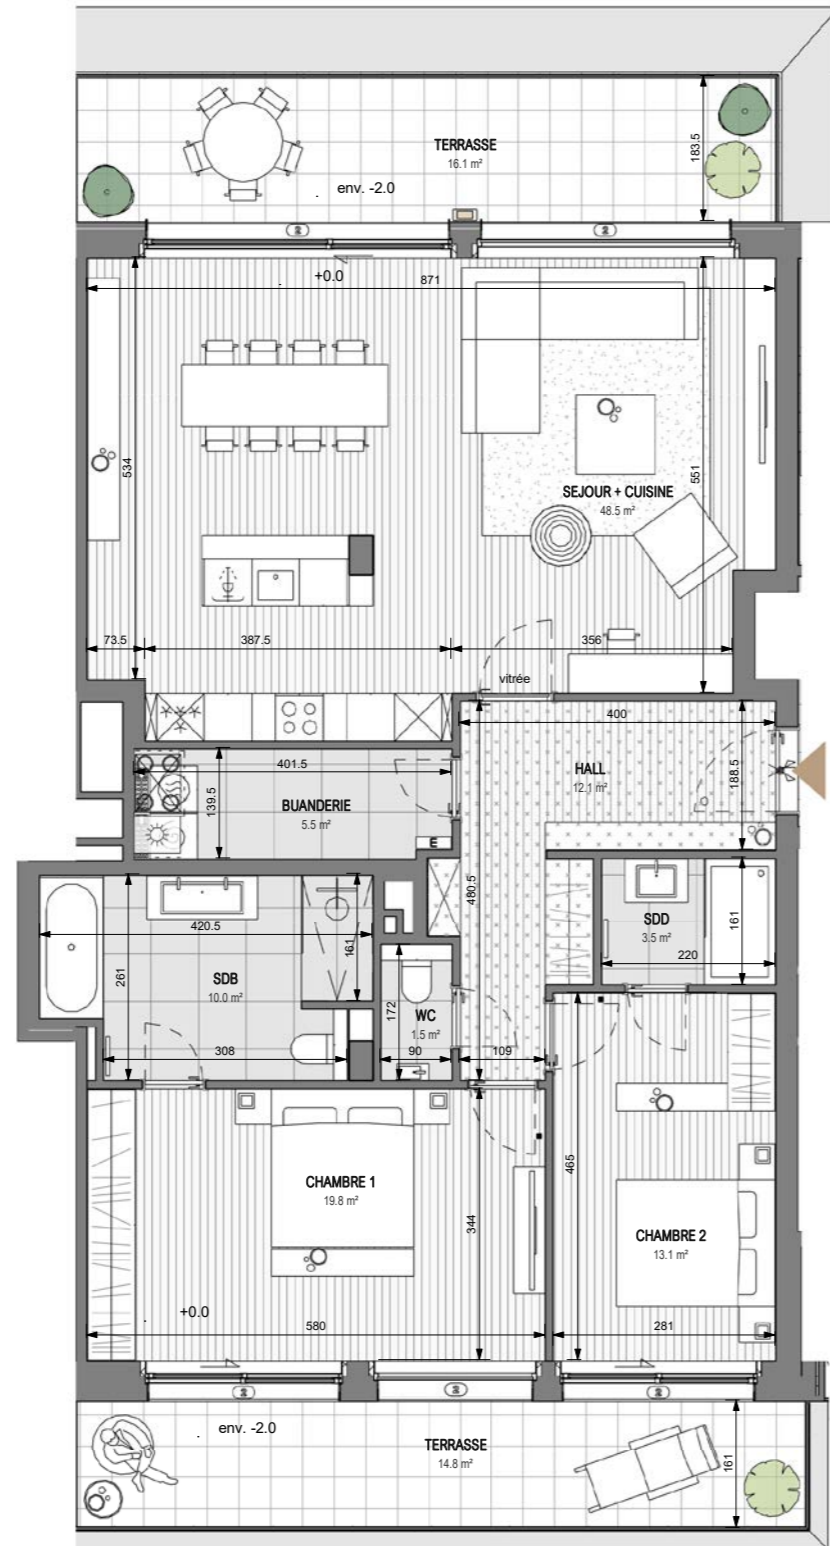 TERRASSE
16.1 m²
183.5
env. -2.0
2
2
+0.0
871
534
551
SEJOUR + CUISINE
48.5 m²
73.5
387.5
356
vitrée
400
401.5
HALL
12.1 m²
188.5
139.5
BUANDERIE
5.5 m²
E
480.5
420.5
161
261
SDB
10.0 m²
SDD
3.5 m²
161
220
172
WC
1.5 m²
308
90
109
CHAMBRE 1
19.8 m²
344
465
CHAMBRE 2
13.1 m²
+0.0
580
281
2
2
2
env. -2.0
TERRASSE
14.8 m²
161